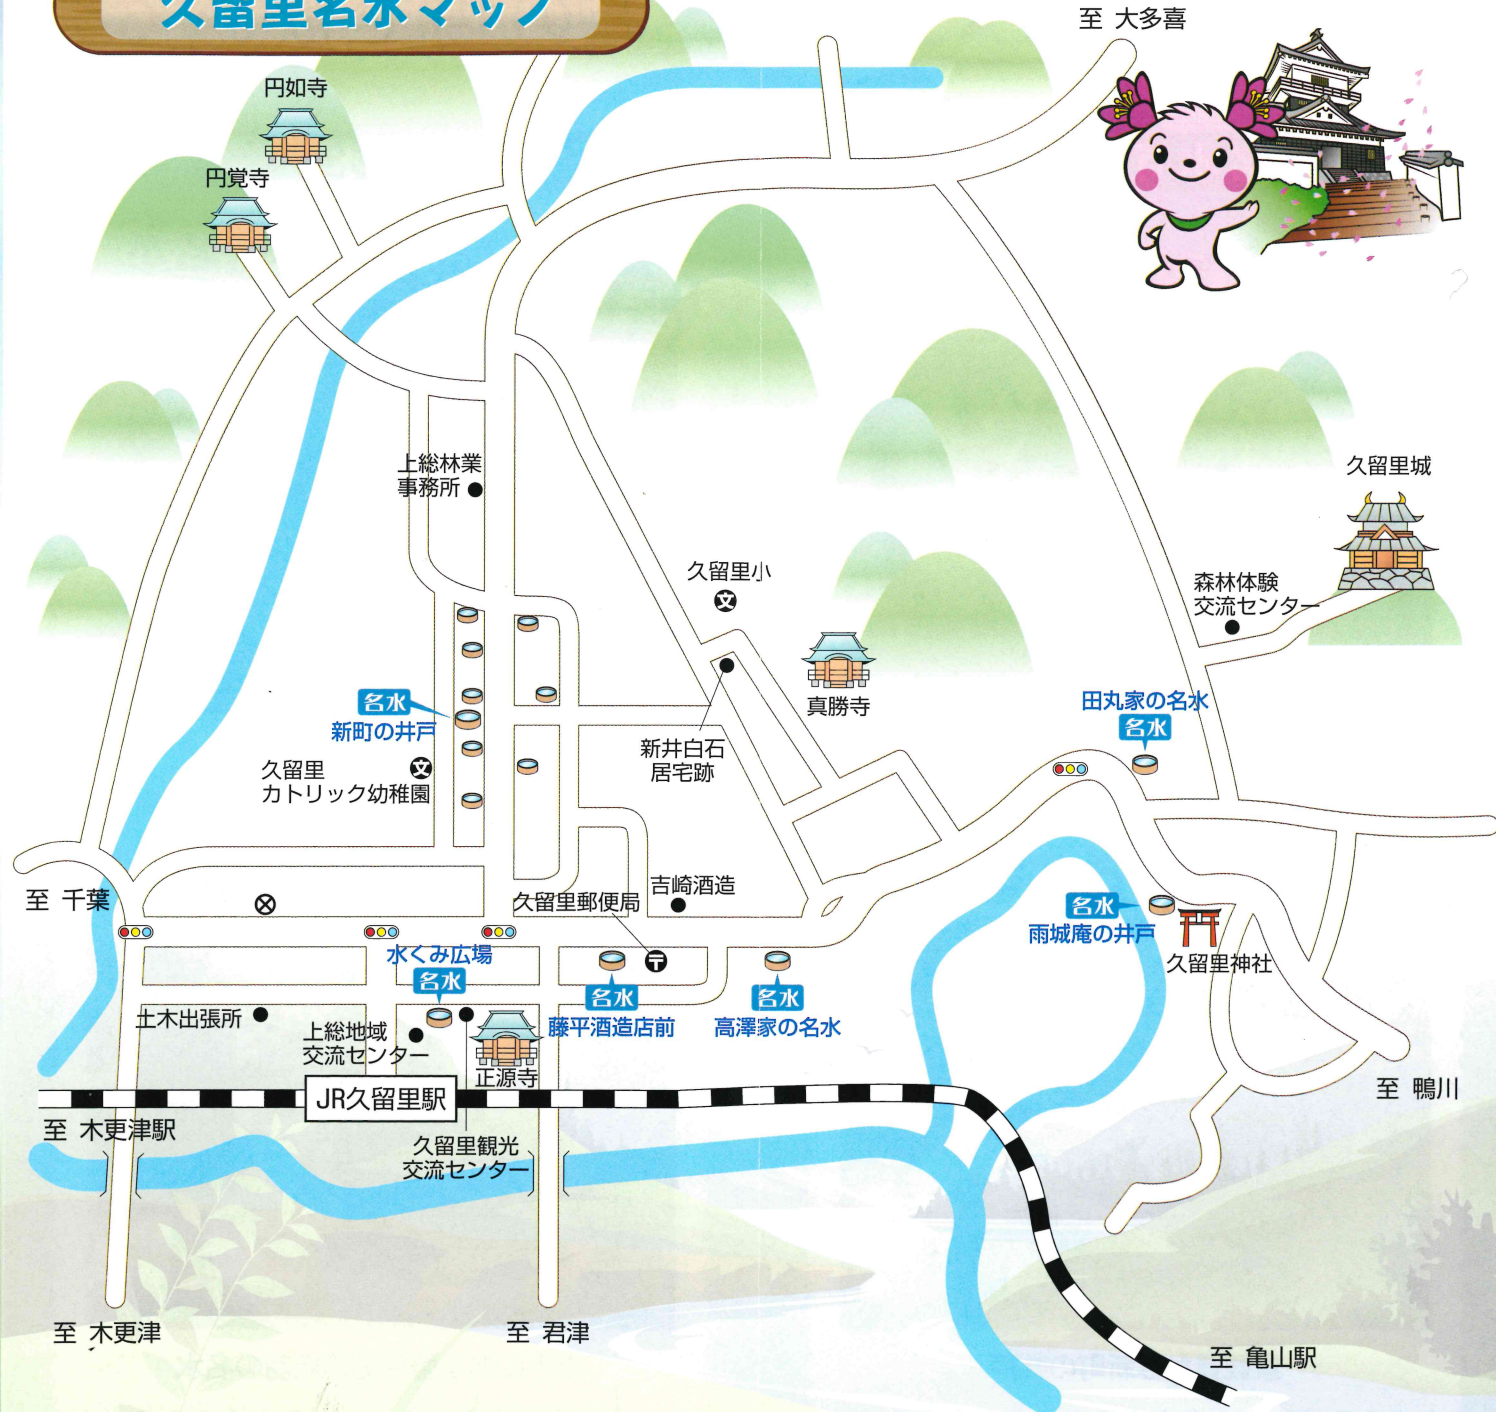 久留里名水マップ
至 大多喜
円如寺
円覚寺
上総林業
事務所
久留里城
久留里小
文
森林体験
交流センター
真勝寺
名水
新町の井戸
田丸家の名水
名水
新井白石
居宅跡
久留里
カトリック幼稚園
文
至 千葉
久留里郵便局
吉崎酒造
名水
雨城庵の井戸
久留里神社
水くみ広場
名水
名水
藤平酒造店前
名水
高澤家の名水
土木出張所
上総地域
交流センター
正源寺
JR久留里駅
至 鴨川
至 木更津駅
久留里観光
交流センター
至 木更津
至 君津
至 亀山駅